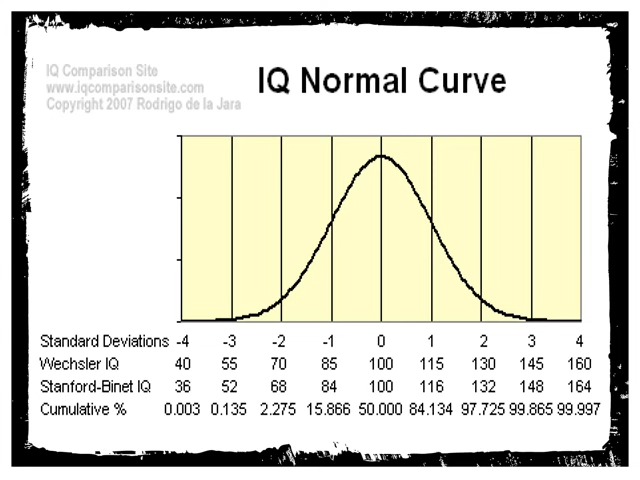 IQ Comparison Site
www.iqcomparisonsite.com
Copyright 2007 Rodrigo de la Jara
IQ Normal Curve
Standard Deviations -4 -3 -2 -1 0 1 2 3 4
Wechsler IQ 40 55 70 85 100 115 130 145 160
Stanford-Binet IQ 36 52 68 84 100 116 132 148 164
Cumulative % 0.003 0.135 2.275 15.866 50.000 84.134 97.725 99.865 99.997